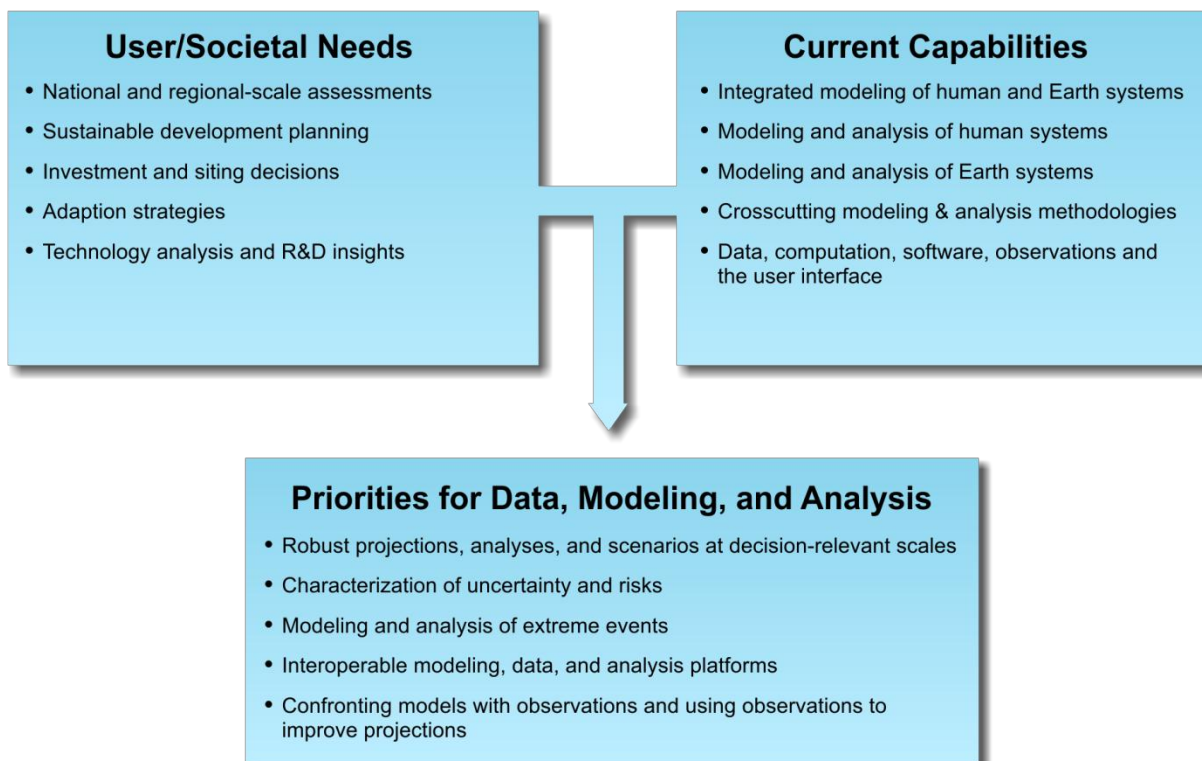 User/Societal Needs
• National and regional-scale assessments
• Sustainable development planning
• Investment and siting decisions
• Adaption strategies
• Technology analysis and R&D insights
Current Capabilities
• Integrated modeling of human and Earth systems
• Modeling and analysis of human systems
• Modeling and analysis of Earth systems
• Crosscutting modeling & analysis methodologies
• Data, computation, software, observations and
the user interface
Priorities for Data, Modeling, and Analysis
• Robust projections, analyses, and scenarios at decision-relevant scales
• Characterization of uncertainty and risks
• Modeling and analysis of extreme events
• Interoperable modeling, data, and analysis platforms
• Confronting models with observations and using observations to
improve projections